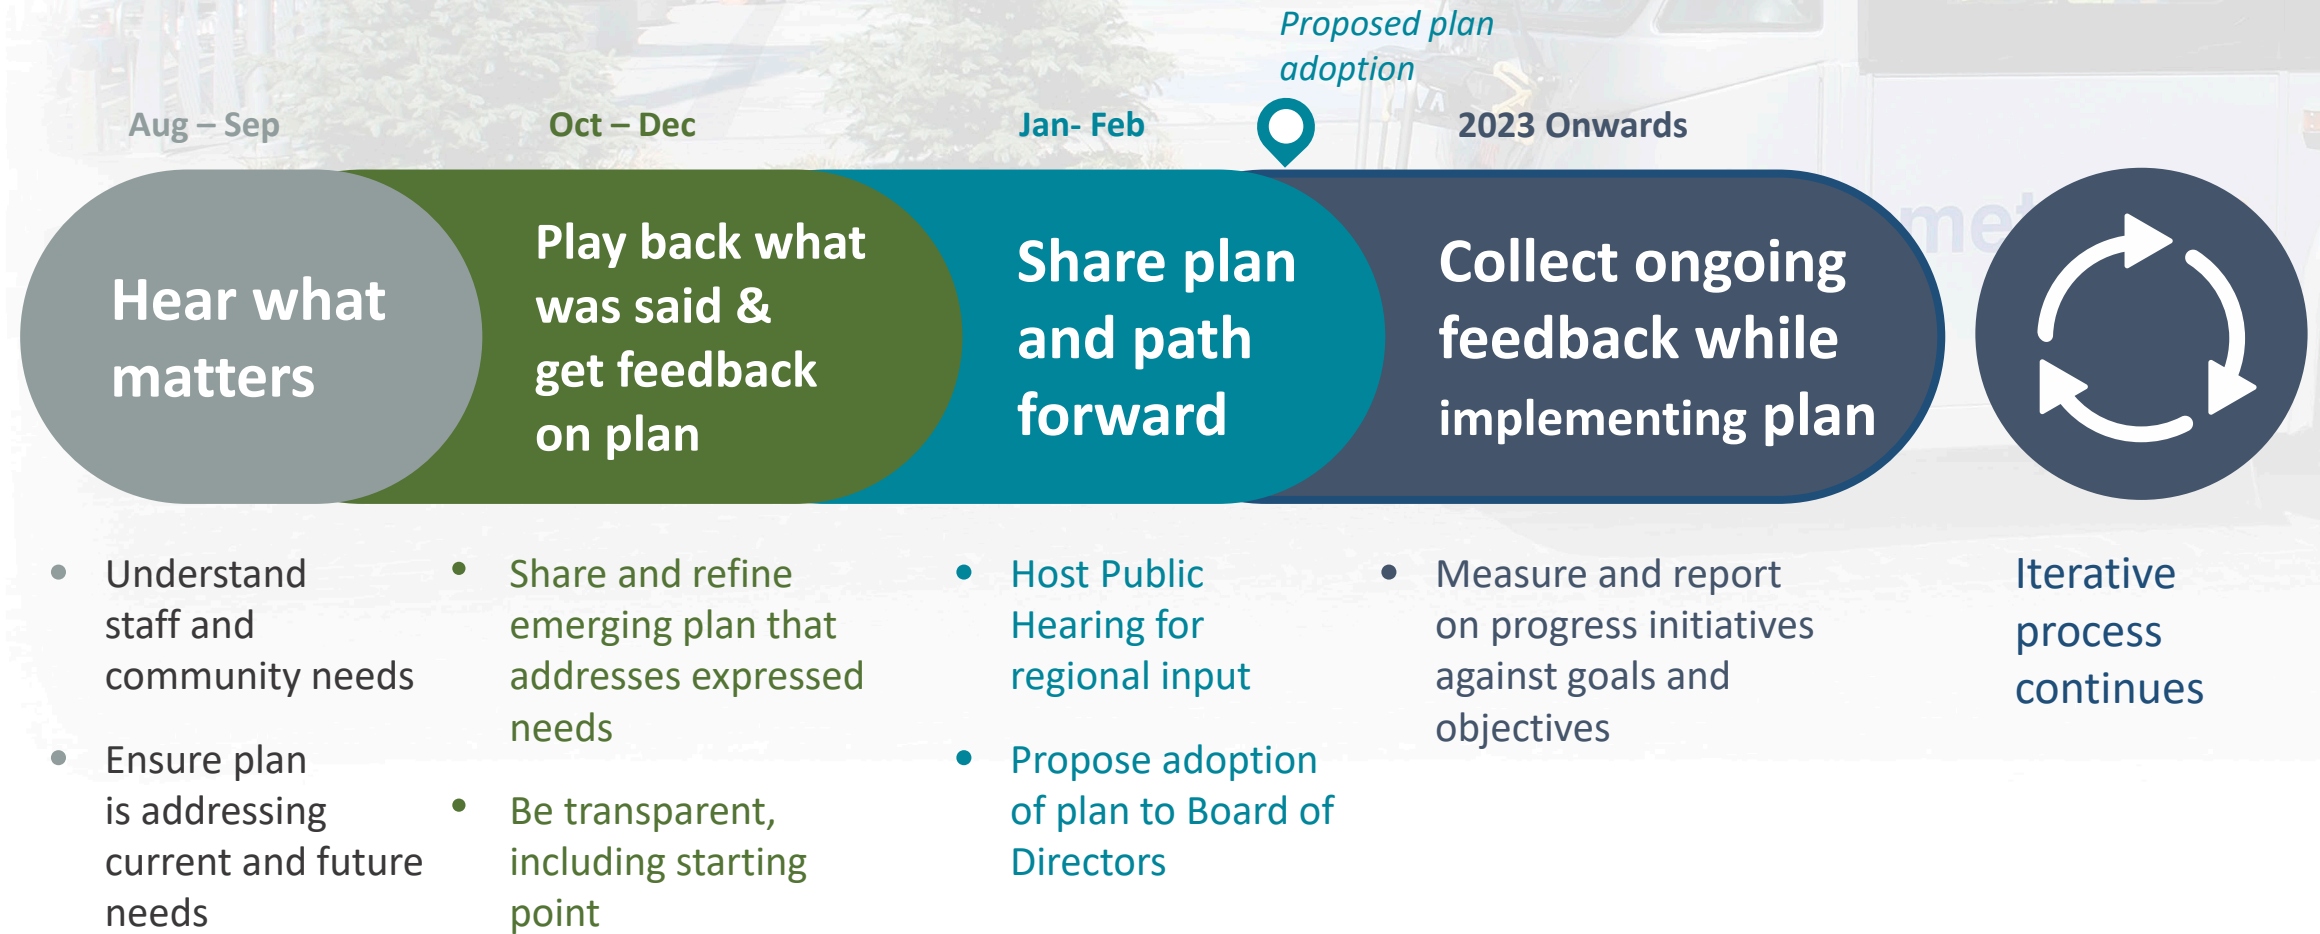 Proposed plan
adoption
Aug – Sep
Oct – Dec
Jan- Feb
2023 Onwards
Hear what
matters
Play back what
was said &
get feedback
on plan
Share plan
and path
forward
Collect ongoing
feedback while
implementing plan
• Understand
staff and
community needs
• Ensure plan
is addressing
current and future
needs
• Share and refine
emerging plan that
addresses expressed
needs
• Be transparent,
including starting
point
• Host Public
Hearing for
regional input
• Propose adoption
of plan to Board of
Directors
• Measure and report
on progress initiatives
against goals and
objectives
Iterative
process
continues